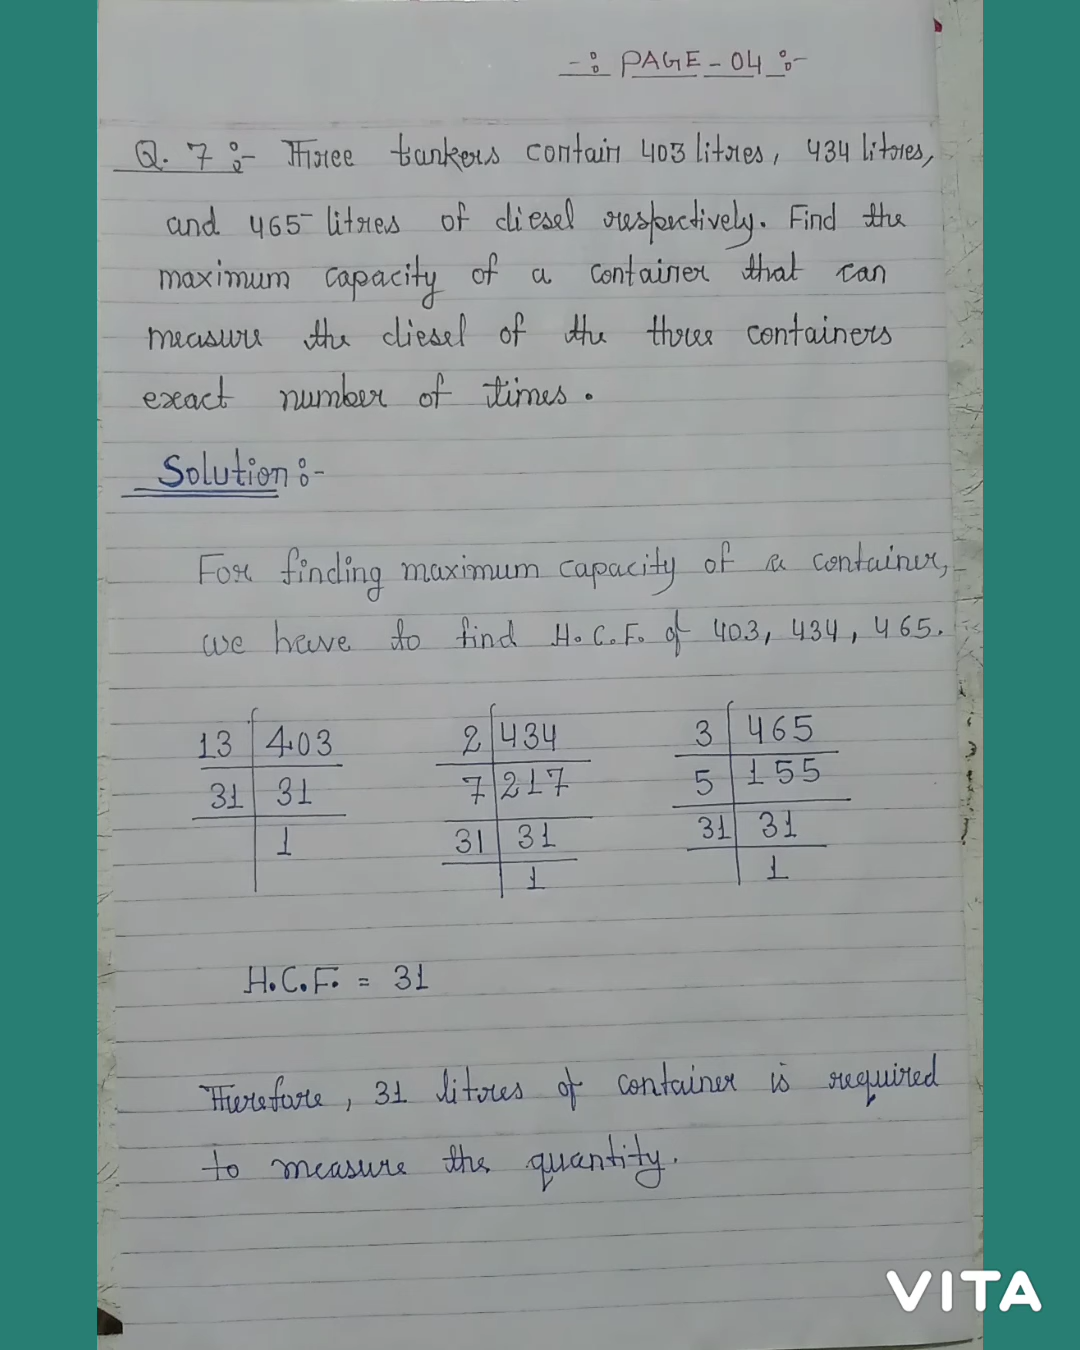 -: PAGE - 04 :-
Q. 7 :- Three tankers contain 403 litres, 434 litres,
and 465 litres of diesel respectively. Find the
maximum capacity of a container that can
measure the diesel of the three containers
exact number of times.
Solution :-
For finding maximum capacity of a container,
we have to find H.C.F. of 403, 434, 465.
13 403 2 434 3 465
31 31 7 217 5 155
1 31 31 31 31
1 1
H.C.F. = 31
Therefore, 31 litres of container is required
to measure the quantity.
VITA